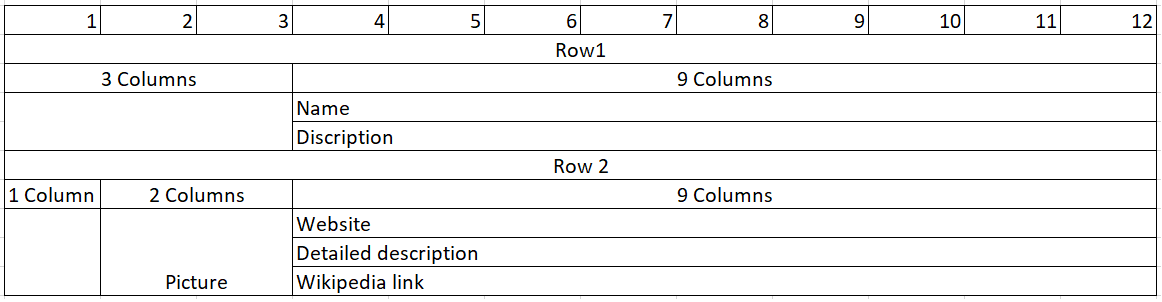 1 2 3 4 5 6 7 8 9 10 11 12
Row1
3 Columns 9 Columns
Name
Discription
Row 2
1 Column 2 Columns 9 Columns
Website
Detailed description
Picture Wikipedia link